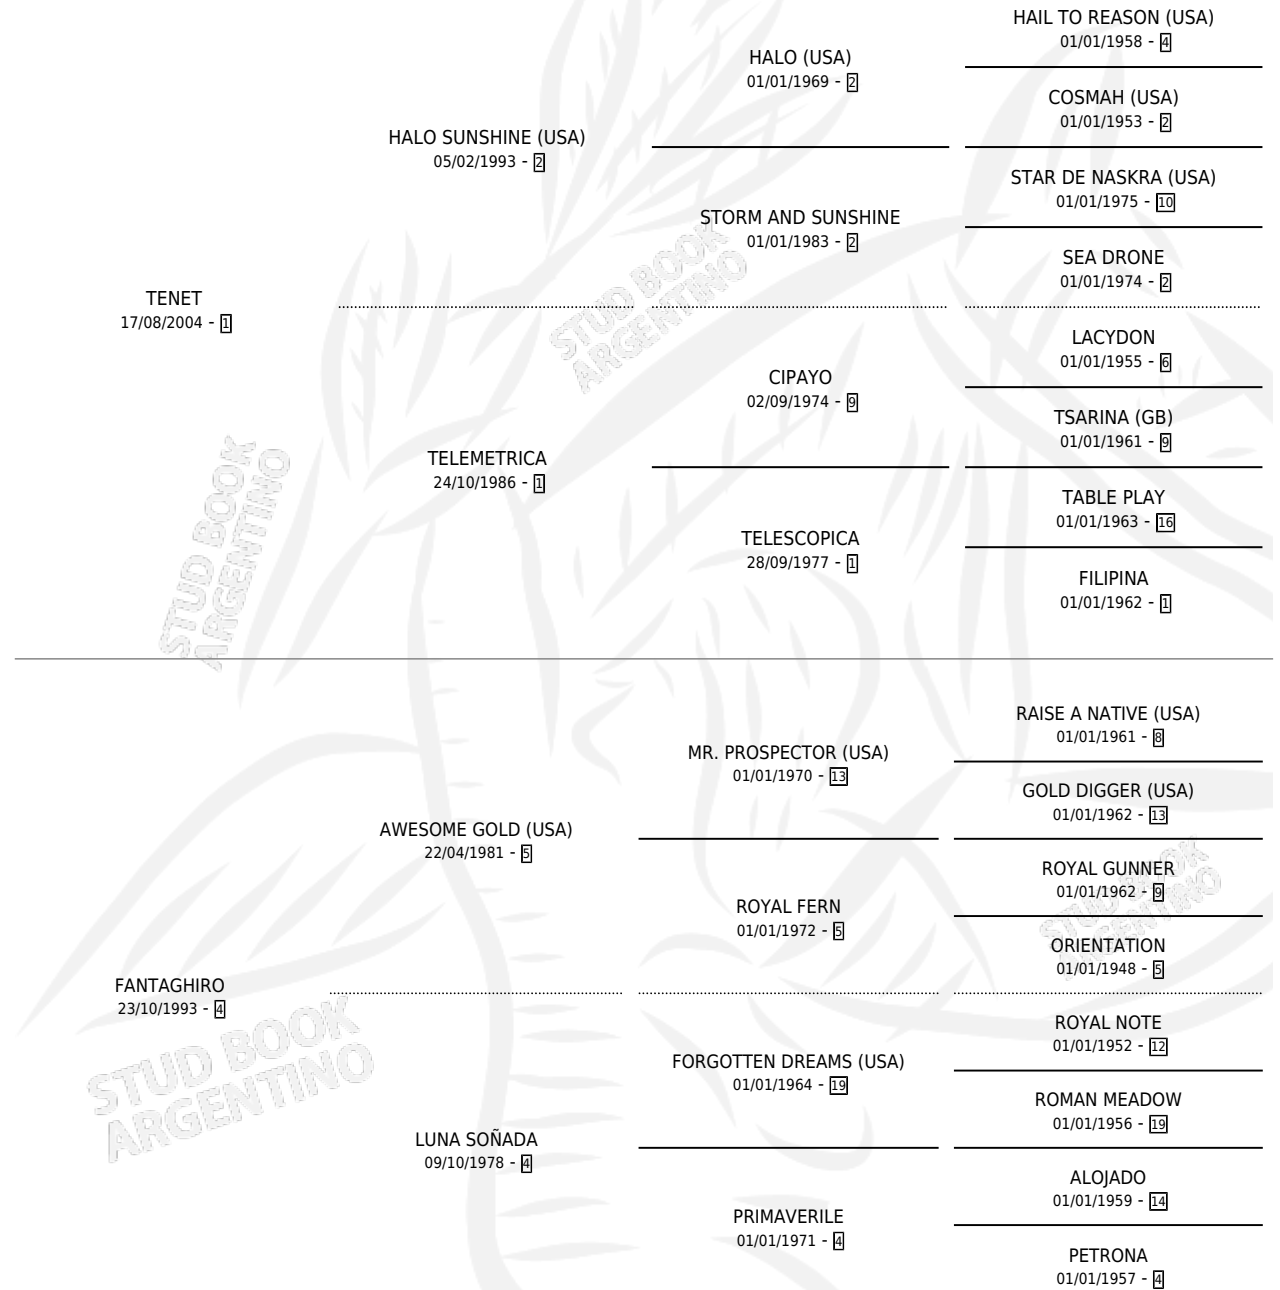 HAIL TO REASON (USA)
01/01/1958 - 4
HALO (USA)
01/01/1969 - 2
COSMAH (USA)
01/01/1953 - 2
HALO SUNSHINE (USA)
05/02/1993 - 2
STAR DE NASKRA (USA)
01/01/1975 - 10
STORM AND SUNSHINE
01/01/1983 - 2
SEA DRONE
01/01/1974 - 2
TENET
17/08/2004 - 1
LACYDON
01/01/1955 - 6
CIPAYO
02/09/1974 - 9
TSARINA (GB)
01/01/1961 - 9
TELEMETRICA
24/10/1986 - 1
TABLE PLAY
01/01/1963 - 16
TELESCOPICA
28/09/1977 - 1
FILIPINA
01/01/1962 - 1
RAISE A NATIVE (USA)
01/01/1961 - 8
MR. PROSPECTOR (USA)
01/01/1970 - 13
GOLD DIGGER (USA)
01/01/1962 - 13
AWESOME GOLD (USA)
22/04/1981 - 5
ROYAL GUNNER
01/01/1962 - 9
ROYAL FERN
01/01/1972 - 5
ORIENTATION
01/01/1948 - 5
FANTAGHIRO
23/10/1993 - 4
ROYAL NOTE
01/01/1952 - 12
FORGOTTEN DREAMS (USA)
01/01/1964 - 19
ROMAN MEADOW
01/01/1956 - 19
LUNA SOÑADA
09/10/1978 - 4
ALOJADO
01/01/1959 - 14
PRIMAVERILE
01/01/1971 - 4
PETRONA
01/01/1957 - 4
STUD BOOK
ARGENTINO
STUD BOOK
ARGENTINO
STUD BOOK
ARGENTINO
STUD BOOK
ARGENTINO